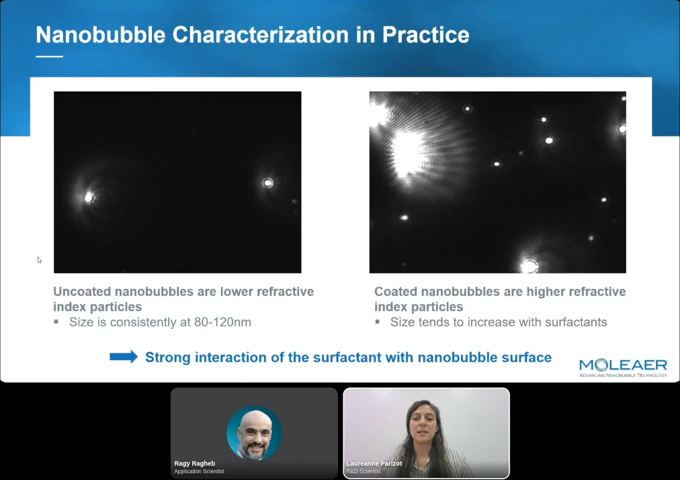 Nanobubble Characterization in Practice
Uncoated nanobubbles are lower refractive
index particles
▪ Size is consistently at 80-120nm
Coated nanobubbles are higher refractive
index particles
▪ Size tends to increase with surfactants
Strong interaction of the surfactant with nanobubble surface
MOLEAER
ADVANCING NANOBUBBLE TECHNOLOGY
Ragy Ragheb
Application Scientist
Laureanne Parizot
R&D Scientist